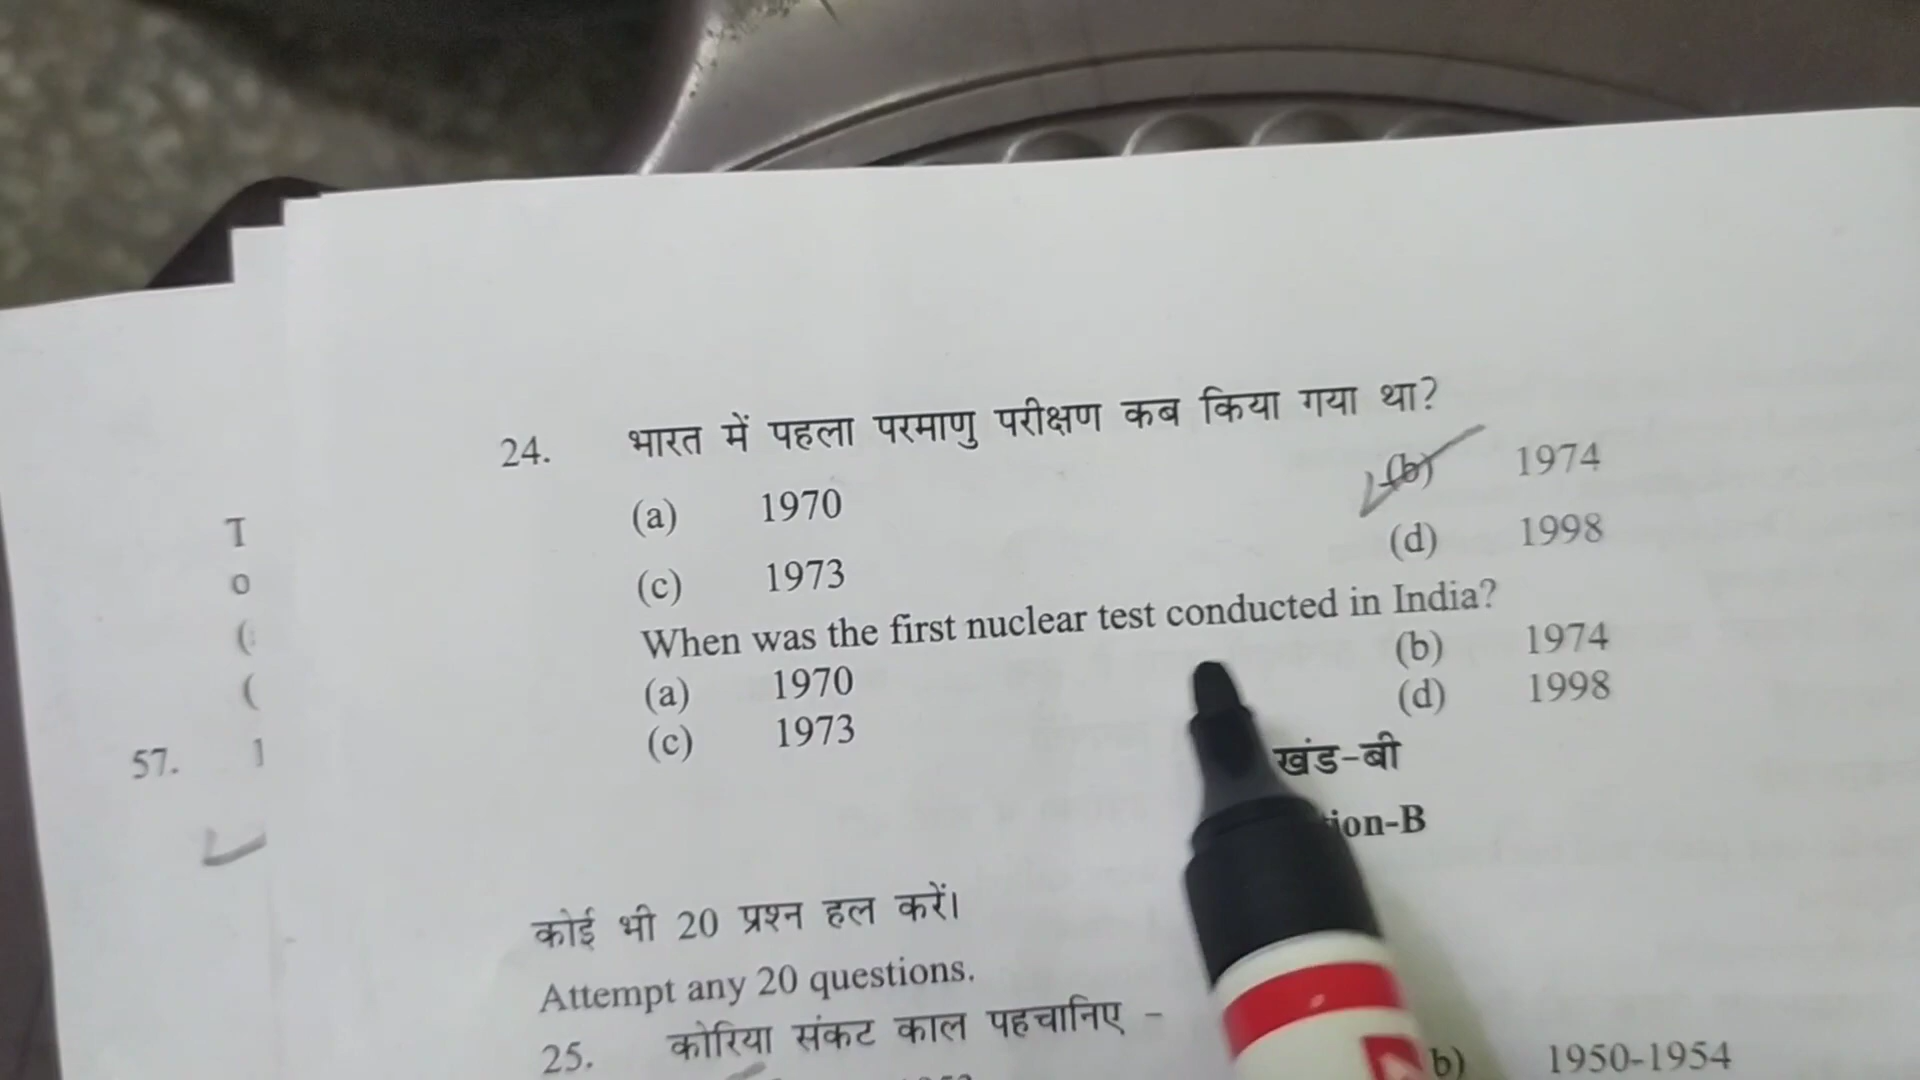 24. भारत में पहला परमाणु परीक्षण कब किया गया था?
(a) 1970 (b) 1974
(c) 1973 (d) 1998
When was the first nuclear test conducted in India?
(a) 1970 (b) 1974
(c) 1973 (d) 1998
खंड-बी
ion-B
कोई भी 20 प्रश्न हल करें।
Attempt any 20 questions.
25. कोरिया संकट काल पहचानिए -
b) 1950-1954
T
o
(
(
57. 1